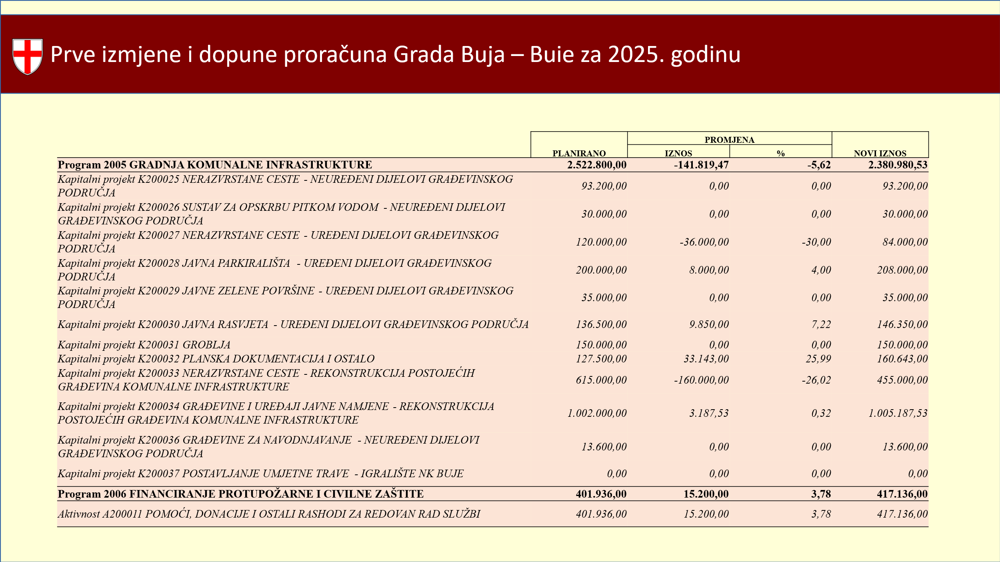 Prve izmjene i dopune proračuna Grada Buja – Buie za 2025. godinu
PROMJENA
PLANIRANO IZNOS % NOVI IZNOS
Program 2005 GRADNJA KOMUNALNE INFRASTRUKTURE 2.522.800,00 -141.819,47 -5,62 2.380.980,53
Kapitalni projekt K200025 NERAZVRSTANE CESTE - NEUREĐENI DIJELOVI GRAĐEVINSKOG
PODRUČJA 93.200,00 0,00 0,00 93.200,00
Kapitalni projekt K200026 SUSTAV ZA OPSKRBU PITKOM VODOM - NEUREĐENI DIJELOVI
GRAĐEVINSKOG PODRUČJA 30.000,00 0,00 0,00 30.000,00
Kapitalni projekt K200027 NERAZVRSTANE CESTE - UREĐENI DIJELOVI GRAĐEVINSKOG
PODRUČJA 120.000,00 -36.000,00 -30,00 84.000,00
Kapitalni projekt K200028 JAVNA PARKIRALIŠTA - UREĐENI DIJELOVI GRAĐEVINSKOG
PODRUČJA 200.000,00 8.000,00 4,00 208.000,00
Kapitalni projekt K200029 JAVNE ZELENE POVRŠINE - UREĐENI DIJELOVI GRAĐEVINSKOG
PODRUČJA 35.000,00 0,00 0,00 35.000,00
Kapitalni projekt K200030 JAVNA RASVJETA - UREĐENI DIJELOVI GRAĐEVINSKOG PODRUČJA 136.500,00 9.850,00 7,22 146.350,00
Kapitalni projekt K200031 GROBLJA 150.000,00 0,00 0,00 150.000,00
Kapitalni projekt K200032 PLANSKA DOKUMENTACIJA I OSTALO 127.500,00 33.143,00 25,99 160.643,00
Kapitalni projekt K200033 NERAZVRSTANE CESTE - REKONSTRUKCIJA POSTOJEĆIH
GRAĐEVINA KOMUNALNE INFRASTRUKTURE 615.000,00 -160.000,00 -26,02 455.000,00
Kapitalni projekt K200034 GRAĐEVINE I UREĐAJI JAVNE NAMJENE - REKONSTRUKCIJA
POSTOJEĆIH GRAĐEVINA KOMUNALNE INFRASTRUKTURE 1.002.000,00 3.187,53 0,32 1.005.187,53
Kapitalni projekt K200036 GRAĐEVINE ZA NAVODNJAVANJE - NEUREĐENI DIJELOVI
GRAĐEVINSKOG PODRUČJA 13.600,00 0,00 0,00 13.600,00
Kapitalni projekt K200037 POSTAVLJANJE UMJETNE TRAVE - IGRALIŠTE NK BUJE 0,00 0,00 0,00 0,00
Program 2006 FINANCIRANJE PROTUPOŽARNE I CIVILNE ZAŠTITE 401.936,00 15.200,00 3,78 417.136,00
Aktivnost A200011 POMOĆI, DONACIJE I OSTALI RASHODI ZA REDOVAN RAD SLUŽBI 401.936,00 15.200,00 3,78 417.136,00